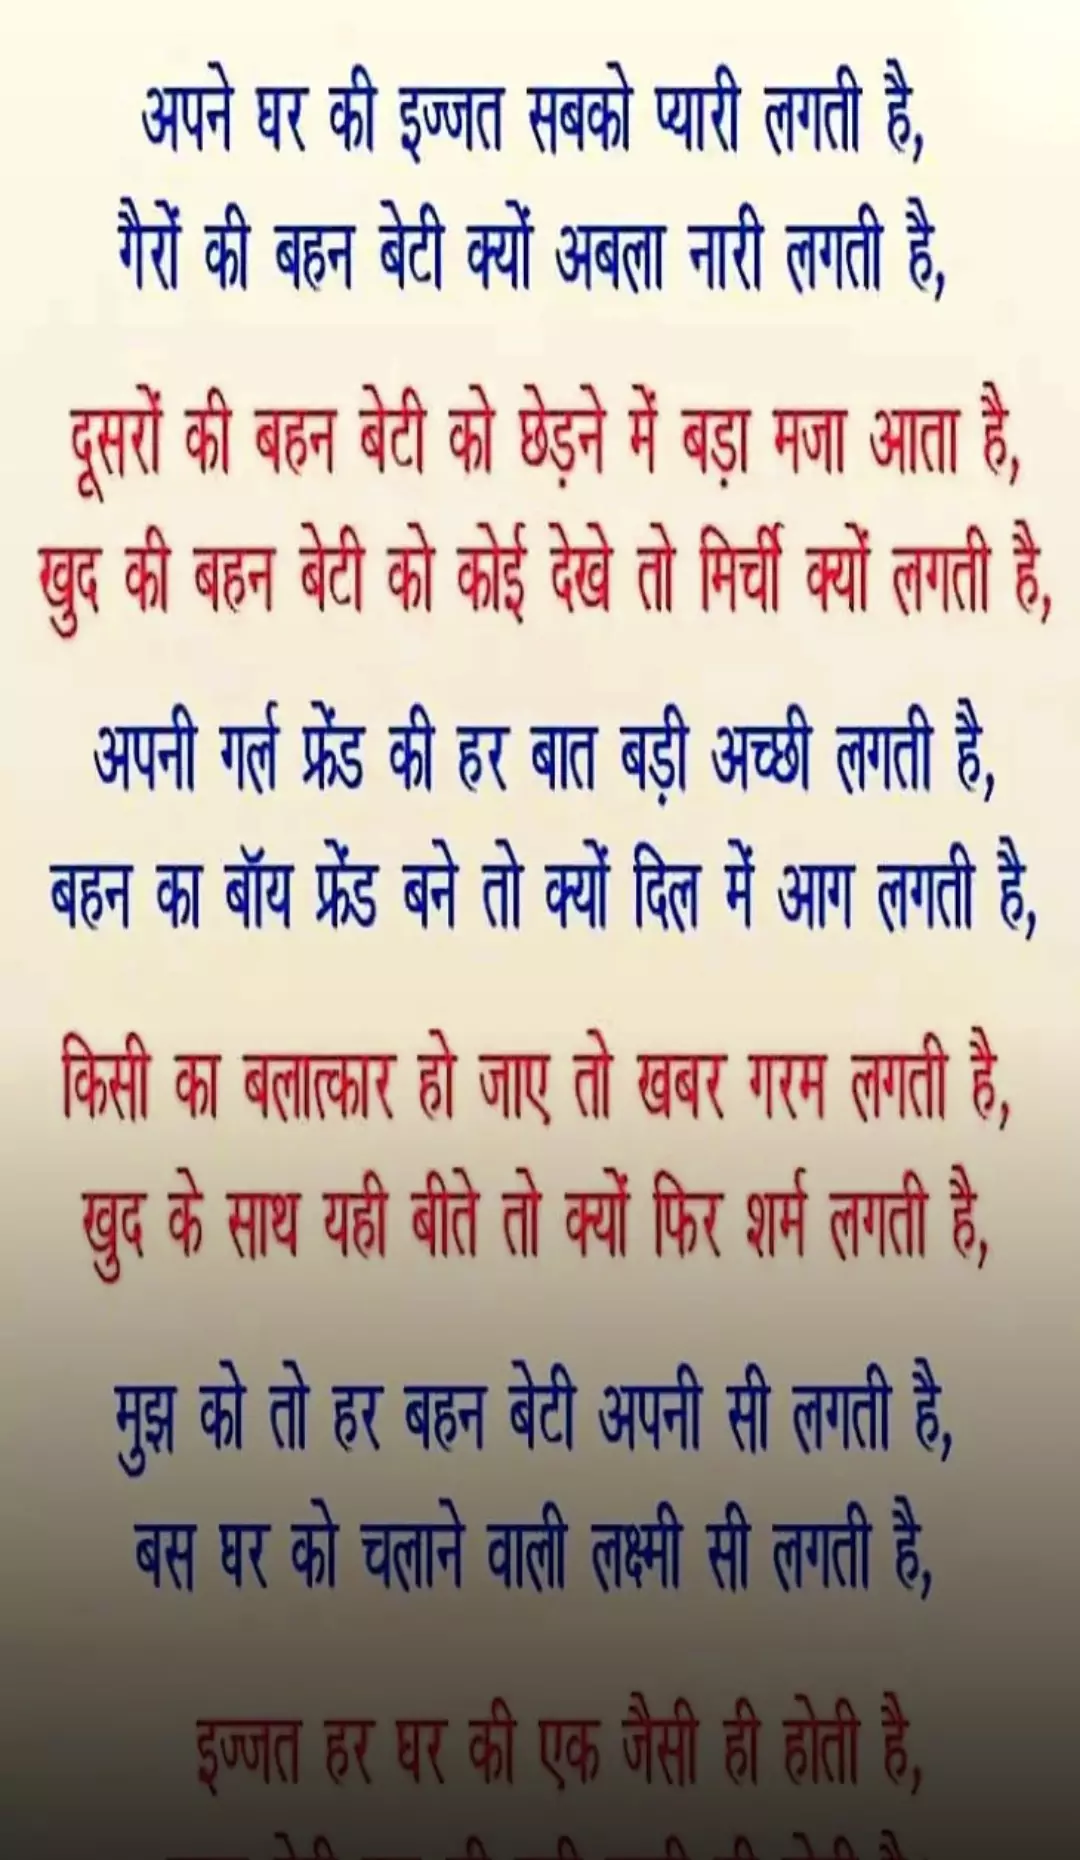 अपने घर की इज्जत सबको प्यारी लगती है,
गैरों की बहन बेटी क्यों अबला नारी लगती है,
दूसरों की बहन बेटी को छेड़ने में बड़ा मजा आता है,
खुद की बहन बेटी को कोई देखे तो मिर्ची क्यों लगती है,
अपनी गर्ल फ्रेंड की हर बात बड़ी अच्छी लगती है,
बहन का बॉय फ्रेंड बने तो क्यों दिल में आग लगती है,
किसी का बलात्कार हो जाए तो खबर गरम लगती है,
खुद के साथ यही बीते तो क्यों फिर शर्म लगती है,
मुझ को तो हर बहन बेटी अपनी सी लगती है,
बस घर को चलाने वाली लक्ष्मी सी लगती है,
इज्जत हर घर की एक जैसी ही होती है,